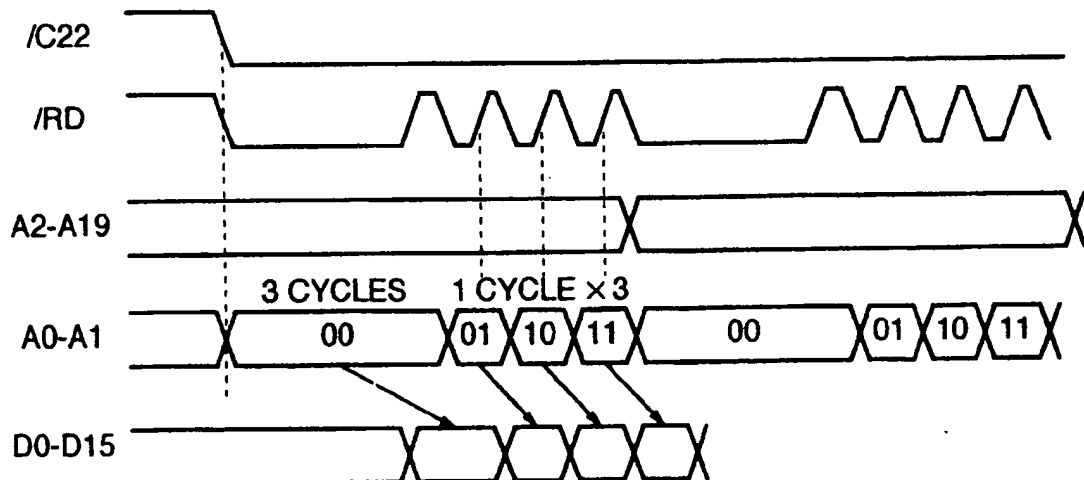 /C22
/RD
A2-A19
3 CYCLES 1 CYCLE × 3
A0-A1 00 01 10 11 00 01 10 11
D0-D15